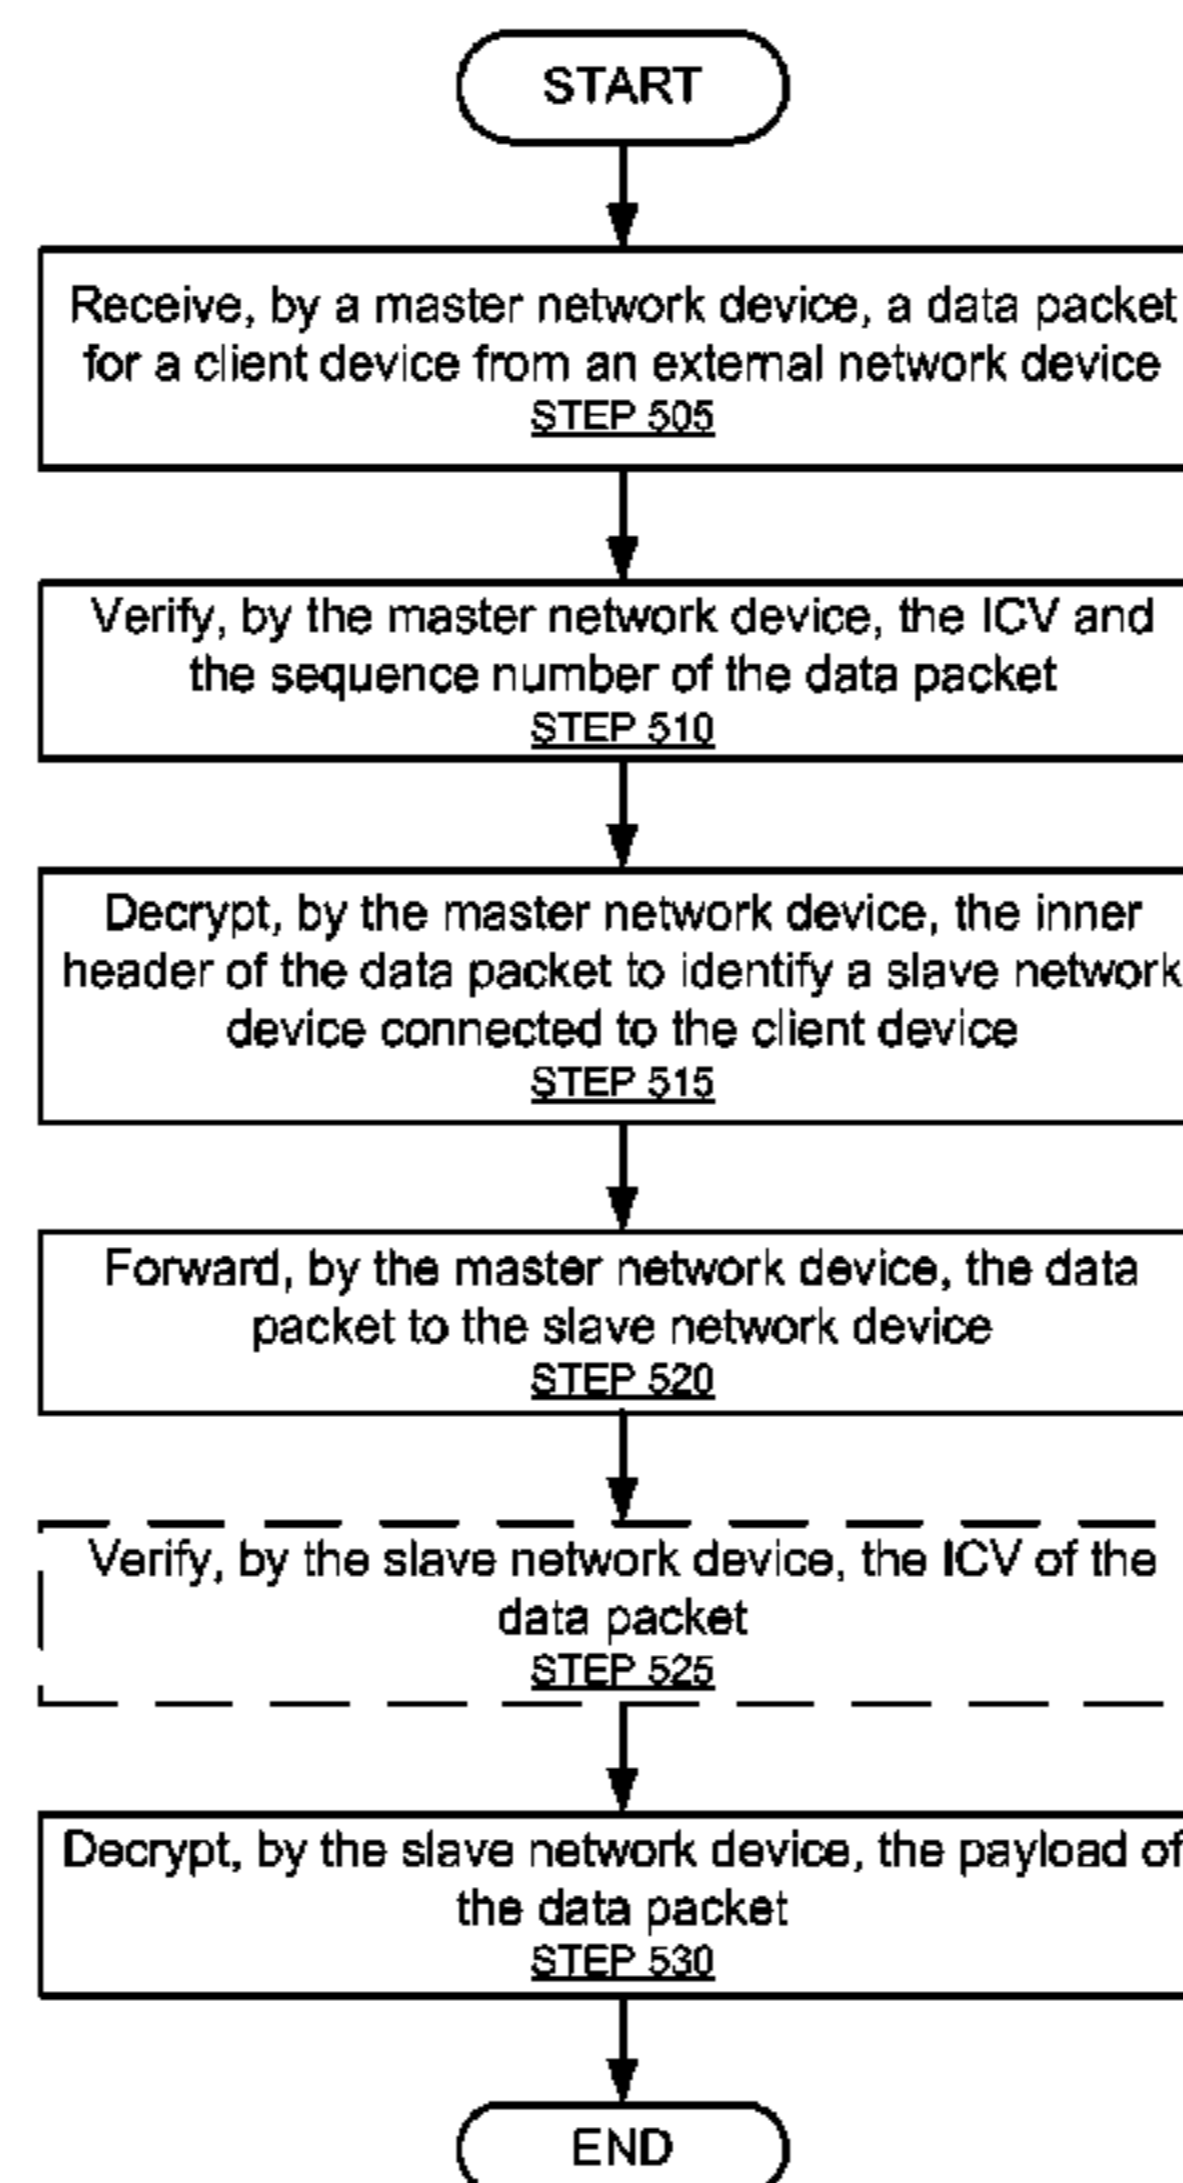 START
Receive, by a master network device, a data packet
for a client device from an external network device
STEP 505
Verify, by the master network device, the ICV and
the sequence number of the data packet
STEP 510
Decrypt, by the master network device, the inner
header of the data packet to identify a slave network
device connected to the client device
STEP 515
Forward, by the master network device, the data
packet to the slave network device
STEP 520
Verify, by the slave network device, the ICV of the
data packet
STEP 525
Decrypt, by the slave network device, the payload of
the data packet
STEP 530
END